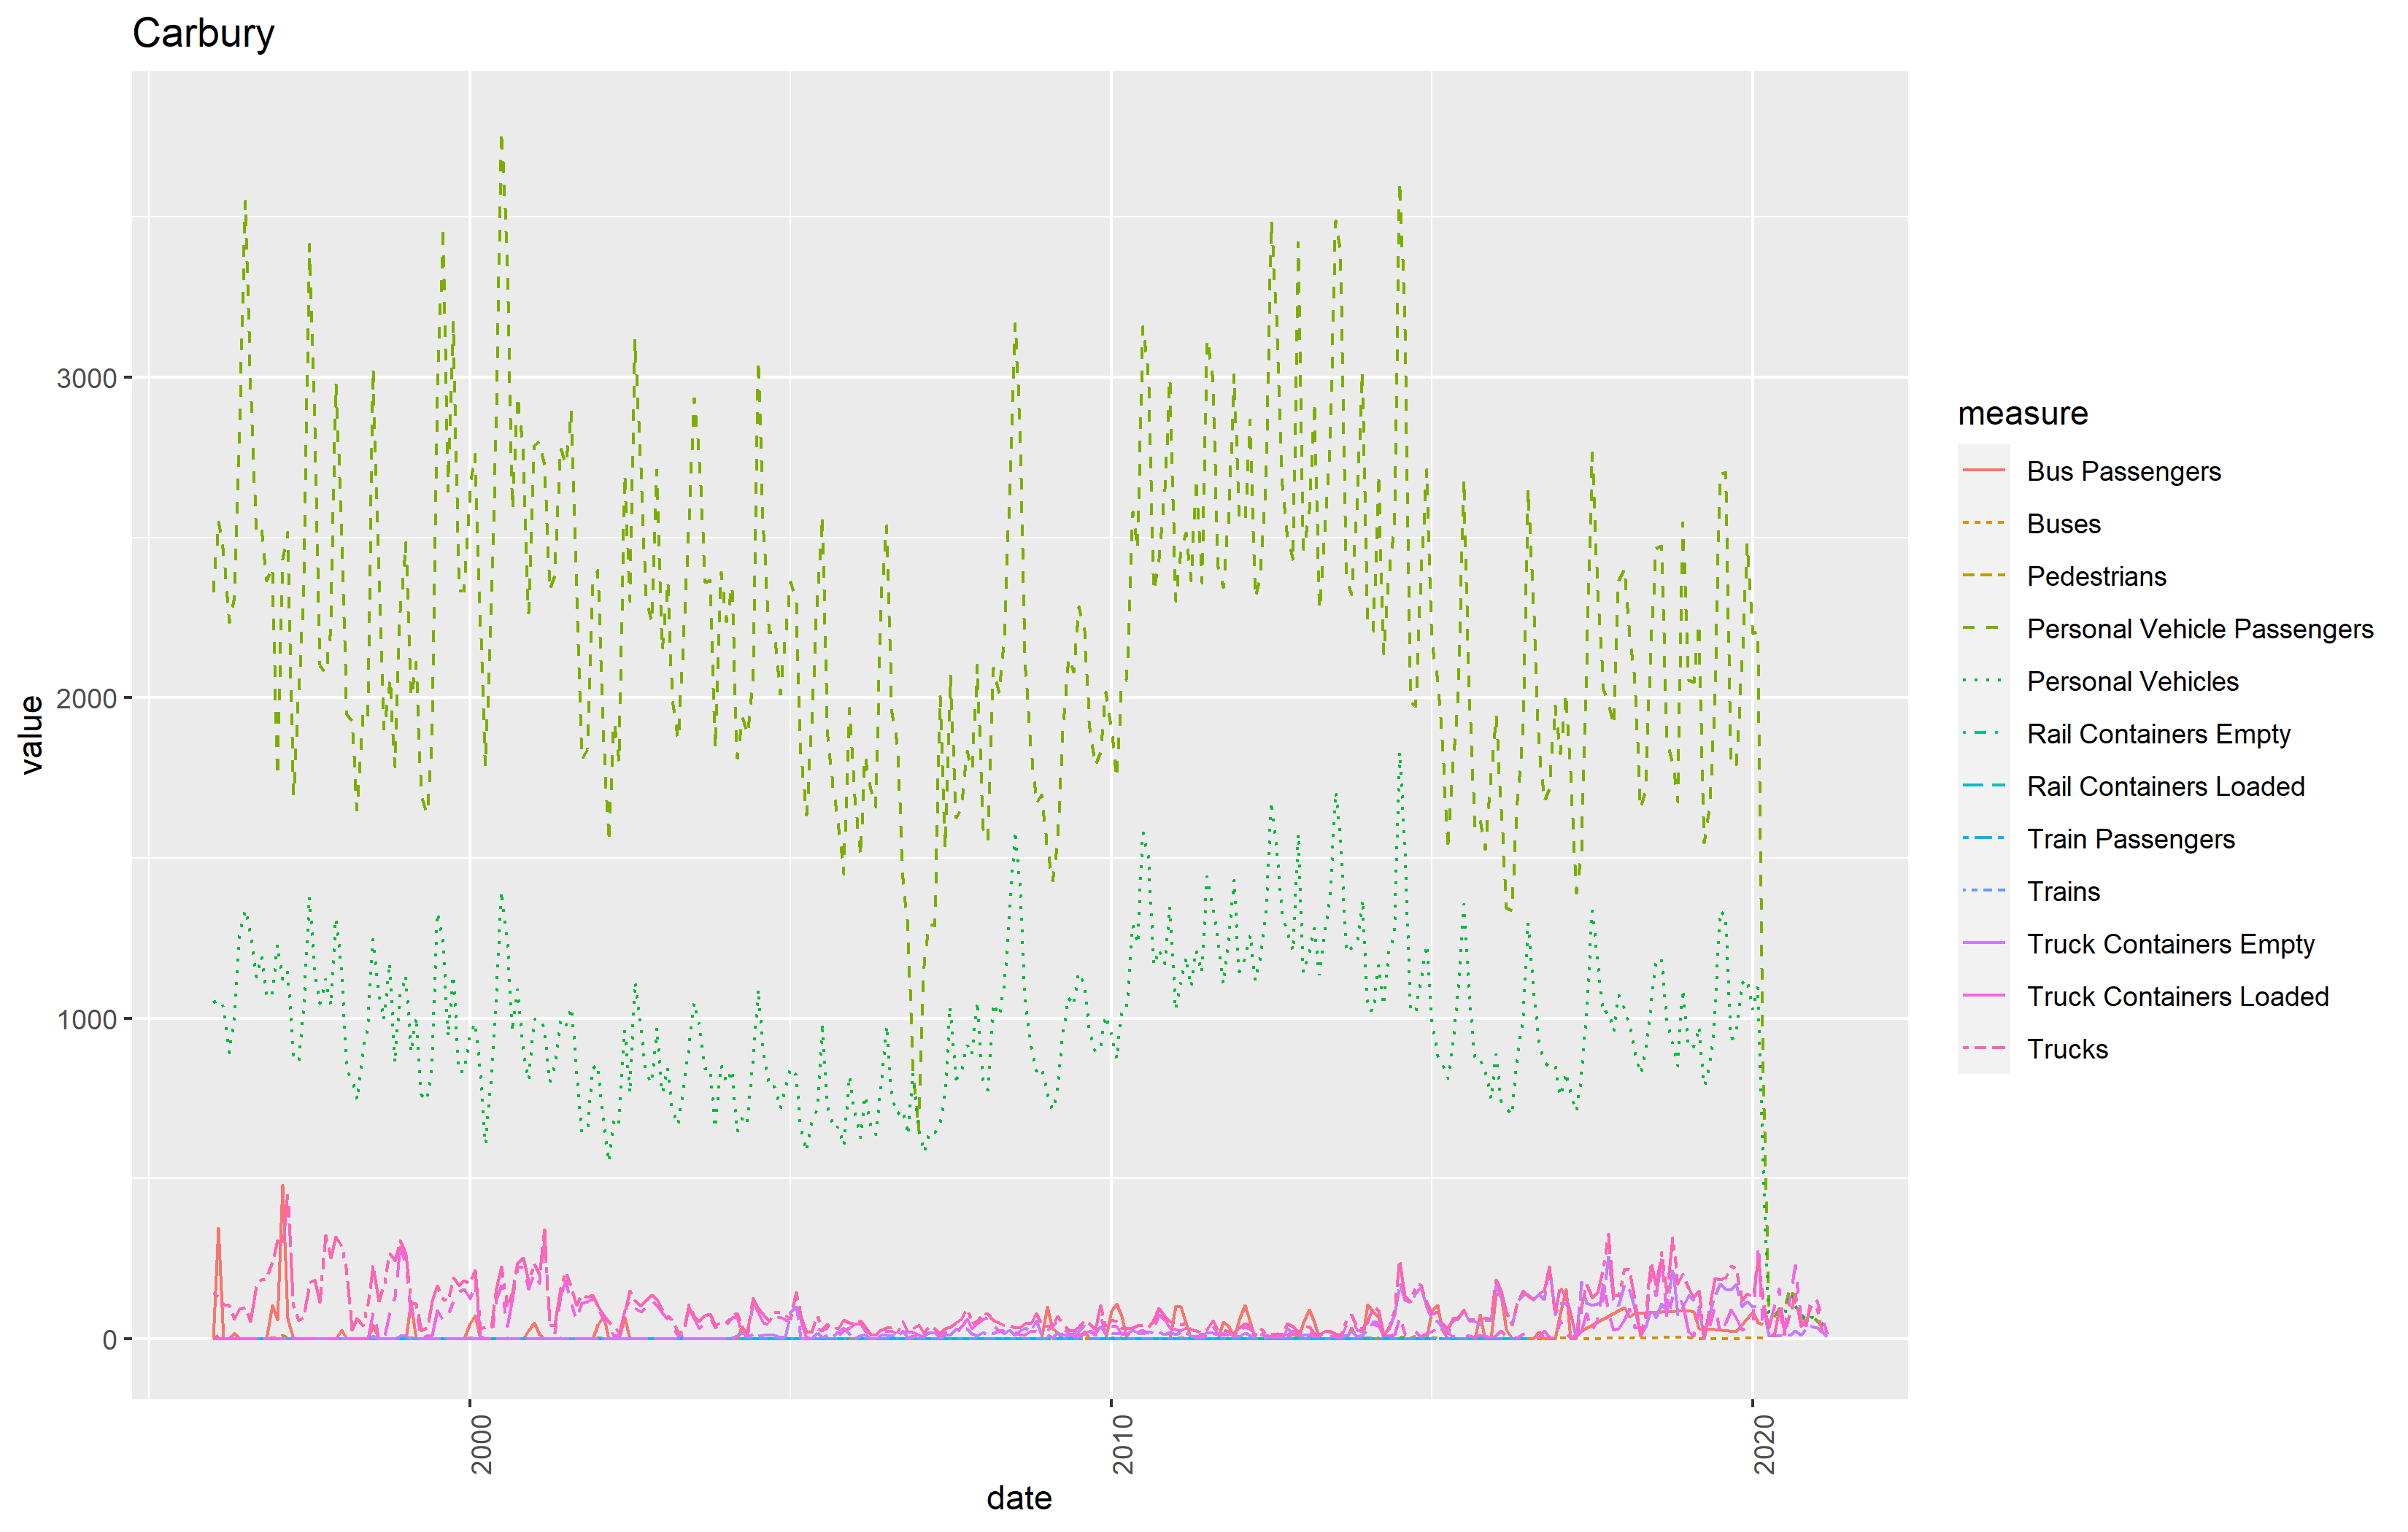 Carbury
value
3000
2000
1000
0
2000
2010
2020
date
measure
Bus Passengers
Buses
Pedestrians
Personal Vehicle Passengers
Personal Vehicles
Rail Containers Empty
Rail Containers Loaded
Train Passengers
Trains
Truck Containers Empty
Truck Containers Loaded
Trucks